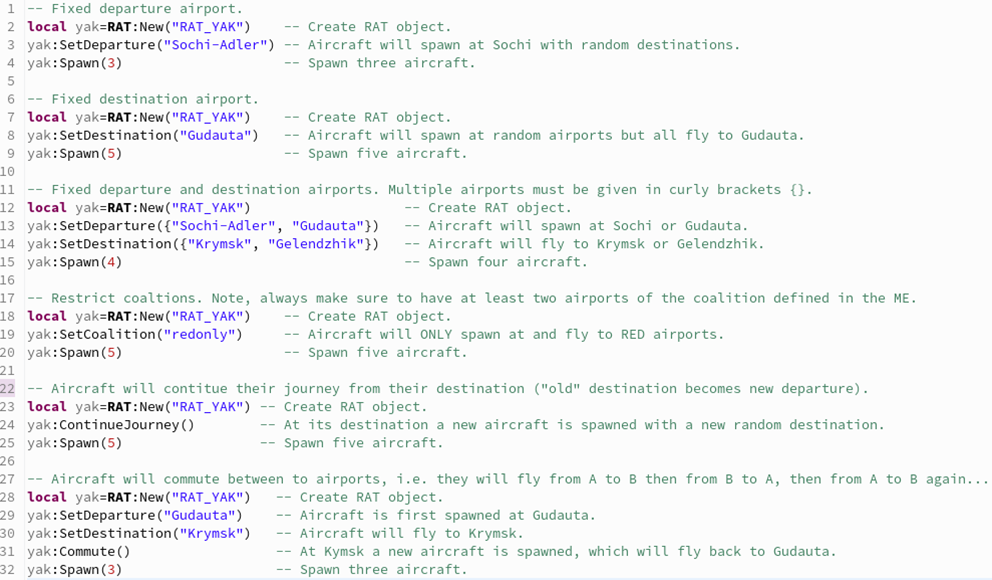 1 -- Fixed departure airport.
2 local yak=RAT:New("RAT_YAK")    -- Create RAT object.
3 yak:SetDeparture("Sochi-Adler") -- Aircraft will spawn at Sochi with random destinations.
4 yak:Spawn(3)                    -- Spawn three aircraft.
5
6 -- Fixed destination airport.
7 local yak=RAT:New("RAT_YAK")    -- Create RAT object.
8 yak:SetDestination("Gudauta")   -- Aircraft will spawn at random airports but all fly to Gudauta.
9 yak:Spawn(5)                    -- Spawn five aircraft.
10
11 -- Fixed departure and destination airports. Multiple airports must be given in curly brackets {}.
12 local yak=RAT:New("RAT_YAK")                   -- Create RAT object.
13 yak:SetDeparture({"Sochi-Adler", "Gudauta"})   -- Aircraft will spawn at Sochi or Gudauta.
14 yak:SetDestination({"Krymsk", "Gelendzhik"})   -- Aircraft will fly to Krymsk or Gelendzhik.
15 yak:Spawn(4)                                   -- Spawn four aircraft.
16
17 -- Restrict coaltions. Note, always make sure to have at least two airports of the coalition defined in the ME.
18 local yak=RAT:New("RAT_YAK")    -- Create RAT object.
19 yak:SetCoalition("redonly")     -- Aircraft will ONLY spawn at and fly to RED airports.
20 yak:Spawn(5)                    -- Spawn five aircraft.
21
22 -- Aircraft will contitue their journey from their destination ("old" destination becomes new departure).
23 local yak=RAT:New("RAT_YAK") -- Create RAT object.
24 yak:ContinueJourney()        -- At its destination a new aircraft is spawned with a new random destination.
25 yak:Spawn(5)                 -- Spawn five aircraft.
26
27 -- Aircraft will commute between to airports, i.e. they will fly from A to B then from B to A, then from A to B again...
28 local yak=RAT:New("RAT_YAK")   -- Create RAT object.
29 yak:SetDeparture("Gudauta")    -- Aircraft is first spawned at Gudauta.
30 yak:SetDestination("Krymsk")   -- Aircraft will fly to Krymsk.
31 yak:Commute()                  -- At Kymsk a new aircraft is spawned, which will fly back to Gudauta.
32 yak:Spawn(3)                   -- Spawn three aircraft.